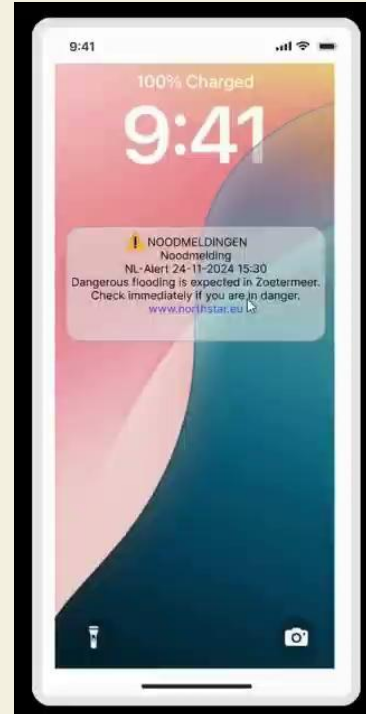 9:41
100% Charged
9:41
NOODMELDINGEN
Noodmelding
NL-Alert 24-11-2024 15:30
Dangerous flooding is expected in Zoetermeer.
Check immediately if you are in danger.
www.northstar.eu